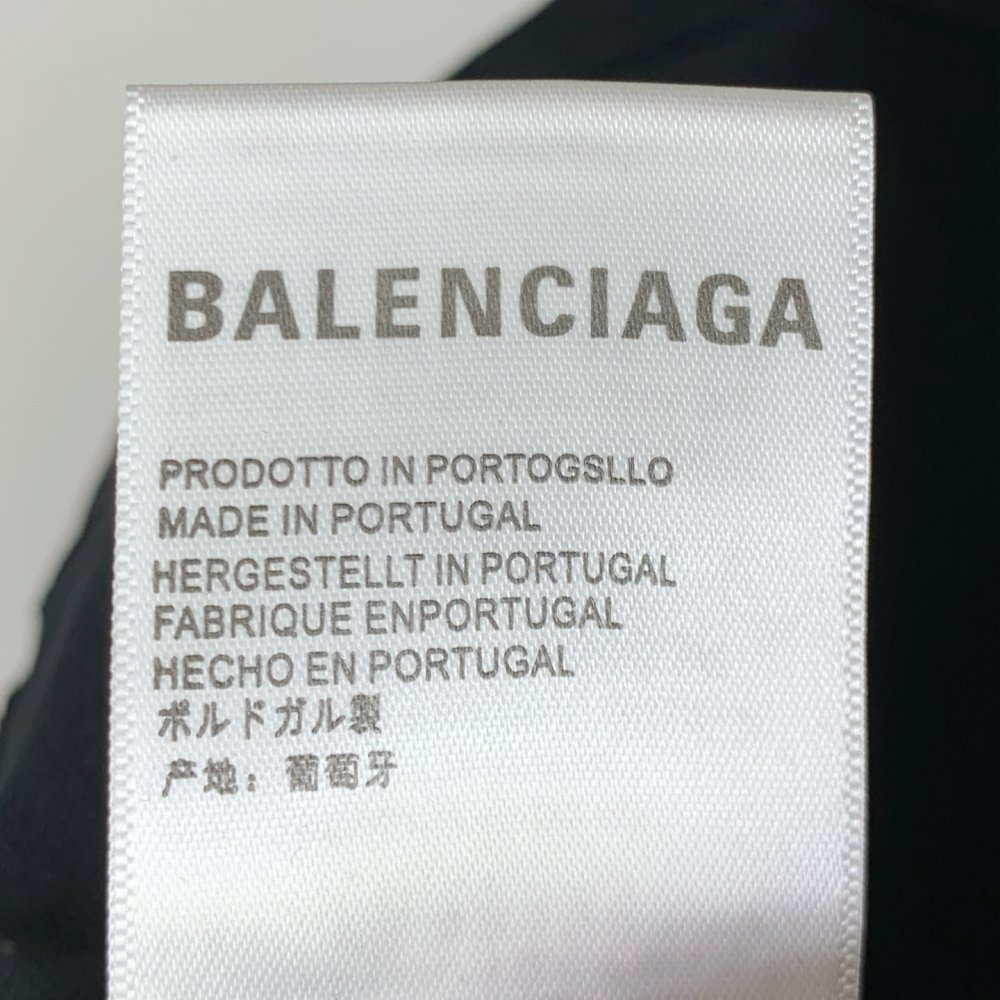 BALENCIAGA
PRODOTTO IN PORTOGSLLO
MADE IN PORTUGAL
HERGESTELLT IN PORTUGAL
FABRIQUE ENPORTUGAL
HECHO EN PORTUGAL
ポルドガル製
产地：葡萄牙